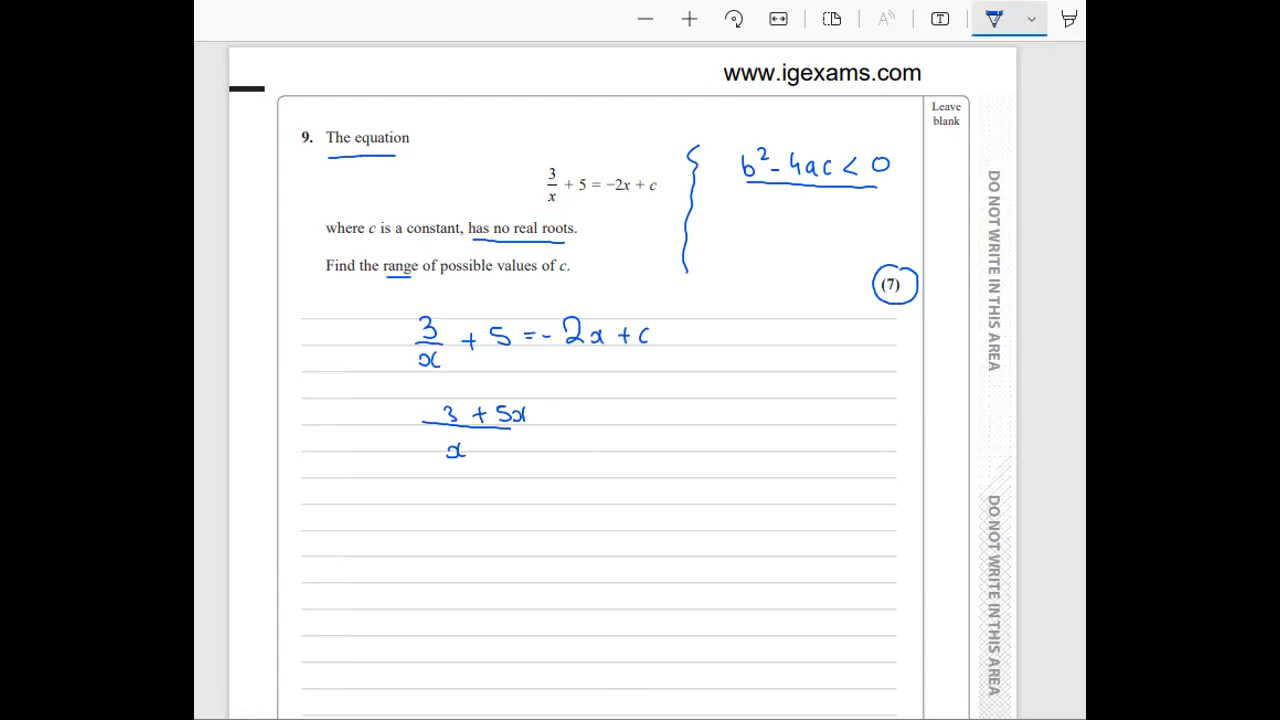 www.igexams.com
Leave
blank
9. The equation
3/x + 5 = −2x + c
b² - 4ac < 0
where c is a constant, has no real roots.
Find the range of possible values of c.
(7)
3/x + 5 = - 2x + c
3 + 5x
x
DO NOT WRITE IN THIS AREA
DO NOT WRITE IN THIS AREA